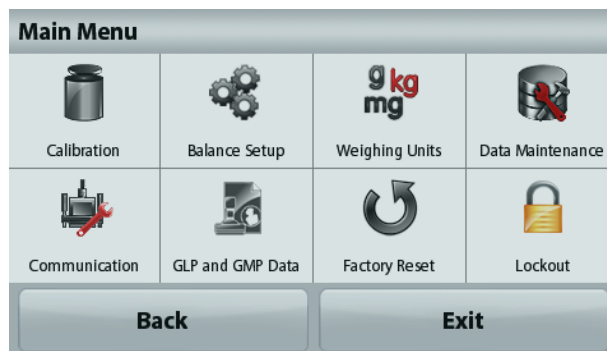 Main Menu
g kg
mg
Calibration
Balance Setup
Weighing Units
Data Maintenance
Communication
GLP and GMP Data
Factory Reset
Lockout
Back
Exit